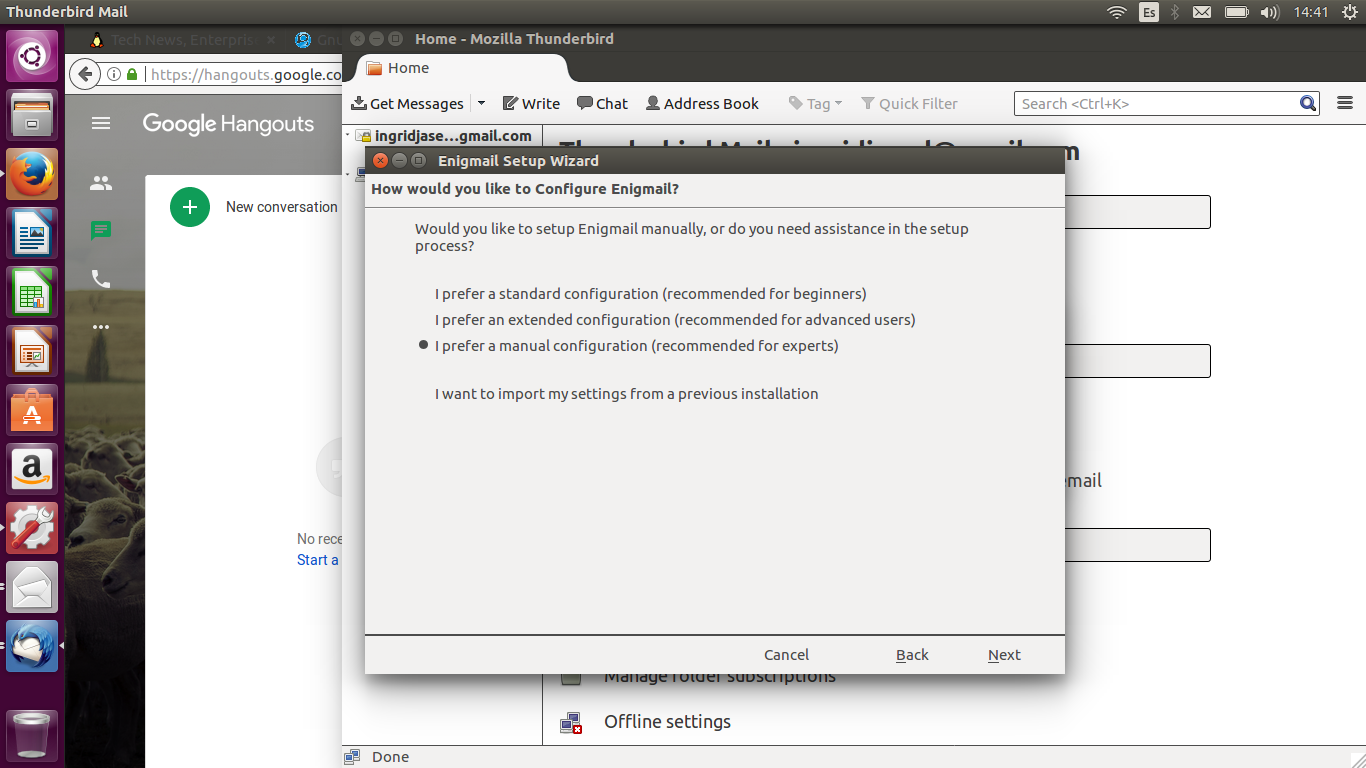 Thunderbird Mail
Es
14:41
Tech News, Enterpris
Gnu
https://hangouts.google.co
Google Hangouts
New conversation
No rece
Start a
Home - Mozilla Thunderbird
Home
Get Messages
Write
Chat
Address Book
Tag
Quick Filter
Search <Ctrl+K>
ingridjase...gmail.com
Enigmail Setup Wizard
How would you like to Configure Enigmail?
Would you like to setup Enigmail manually, or do you need assistance in the setup
process?
I prefer a standard configuration (recommended for beginners)
I prefer an extended configuration (recommended for advanced users)
I prefer a manual configuration (recommended for experts)
I want to import my settings from a previous installation
Cancel
Back
Next
email
Manage folder subscriptions
Offline settings
Done